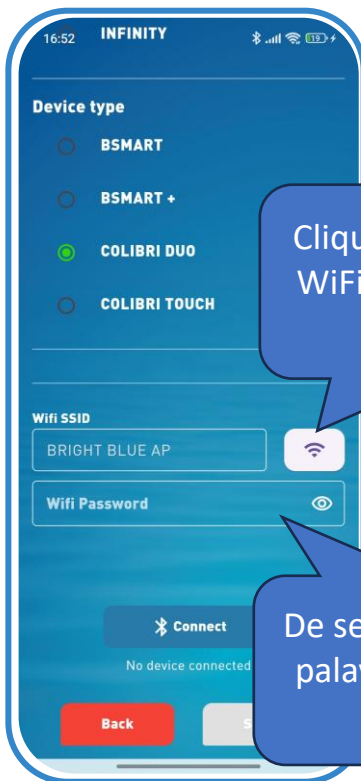 16:52 INFINITY 19
Device type
BSMART
BSMART +
COLIBRI DUO
COLIBRI TOUCH
Wifi SSID
BRIGHT BLUE AP
Wifi Password
Connect
No device connected
Back
Cliqu
WiFi
De se
palav